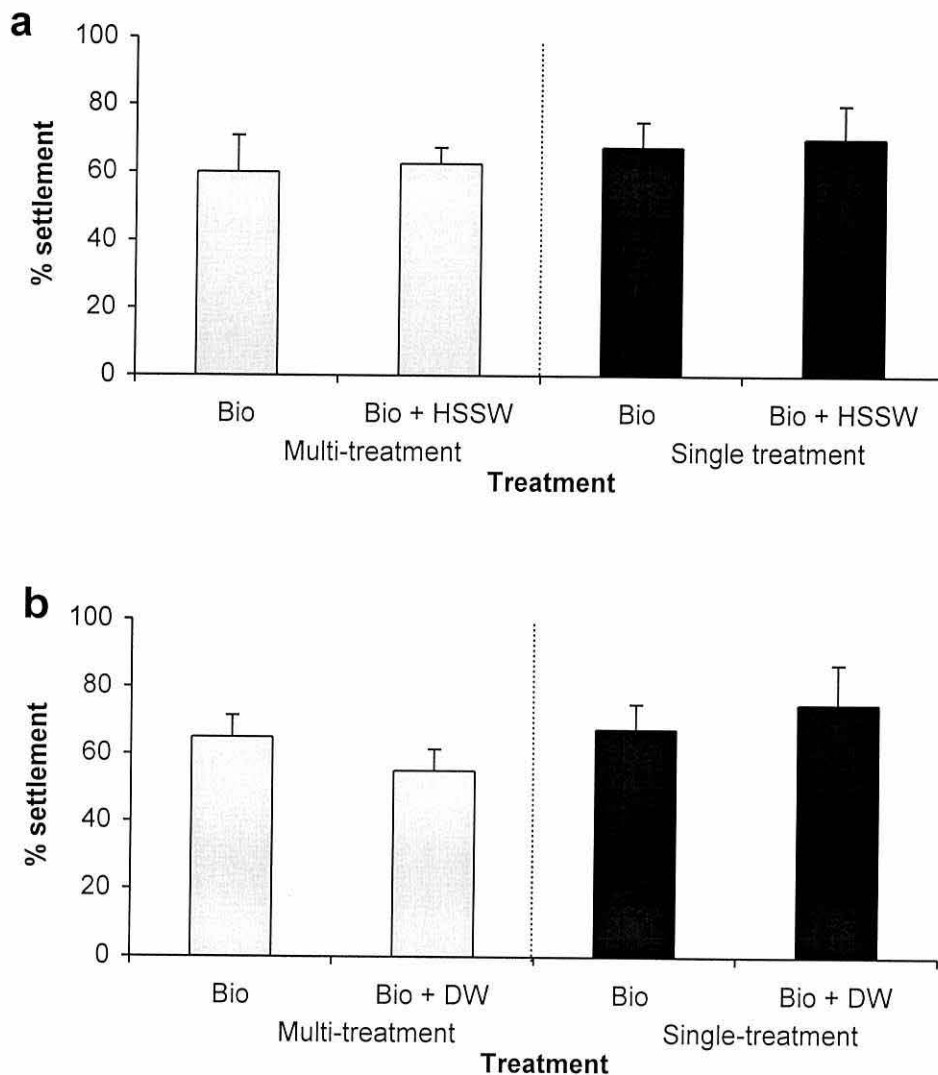 a
100
80
60
40
20
0
% settlement
Bio Bio + HSSW Bio Bio + HSSW
Multi-treatment Single treatment
Treatment
b
100
80
60
40
20
0
% settlement
Bio Bio + DW Bio Bio + DW
Multi-treatment Single-treatment
Treatment